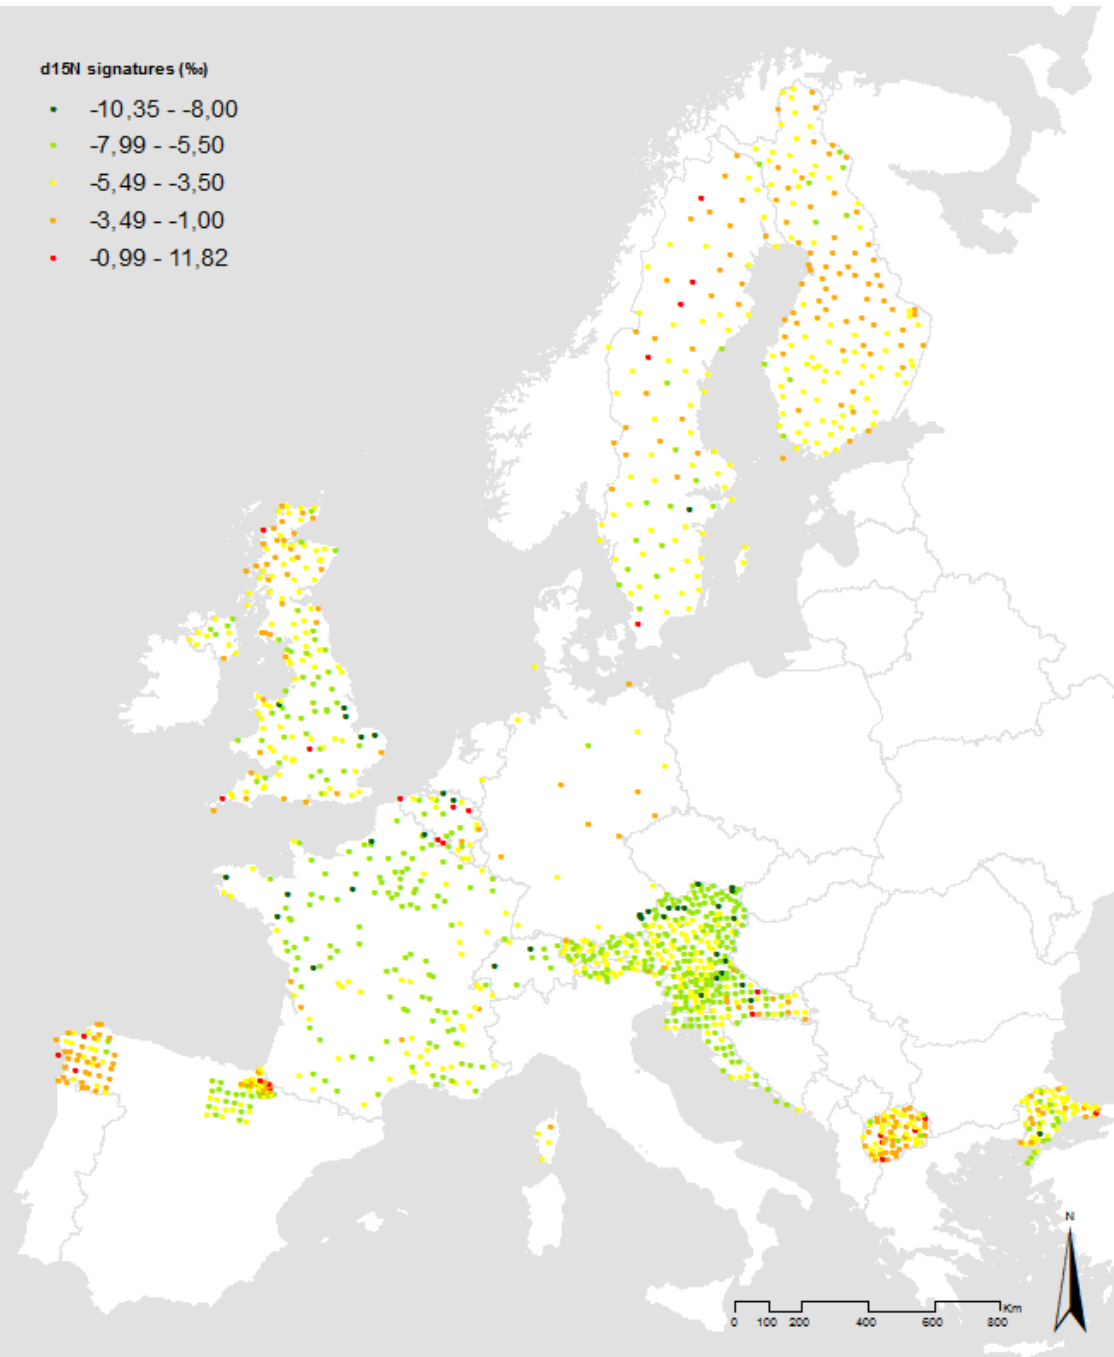 d15N signatures (‰)
-10,35 - -8,00
-7,99 - -5,50
-5,49 - -3,50
-3,49 - -1,00
-0,99 - 11,82
N
Km
0 100 200 400 600 800